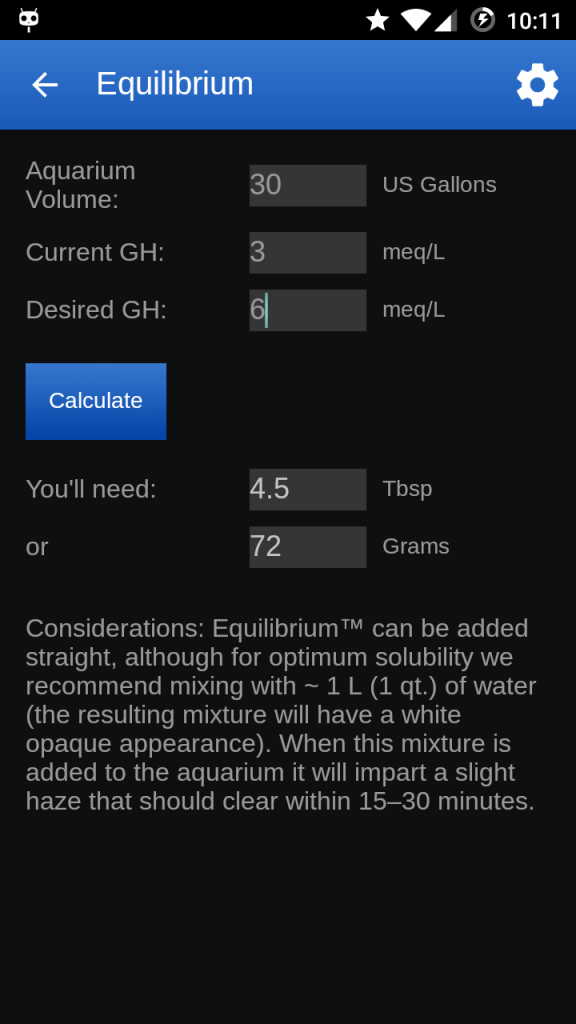 10:11
Equilibrium
Aquarium
Volume:
30
US Gallons
Current GH:
3
meq/L
Desired GH:
6
meq/L
Calculate
You'll need:
4.5
Tbsp
or
72
Grams
Considerations: Equilibrium™ can be added
straight, although for optimum solubility we
recommend mixing with ~ 1 L (1 qt.) of water
(the resulting mixture will have a white
opaque appearance). When this mixture is
added to the aquarium it will impart a slight
haze that should clear within 15–30 minutes.